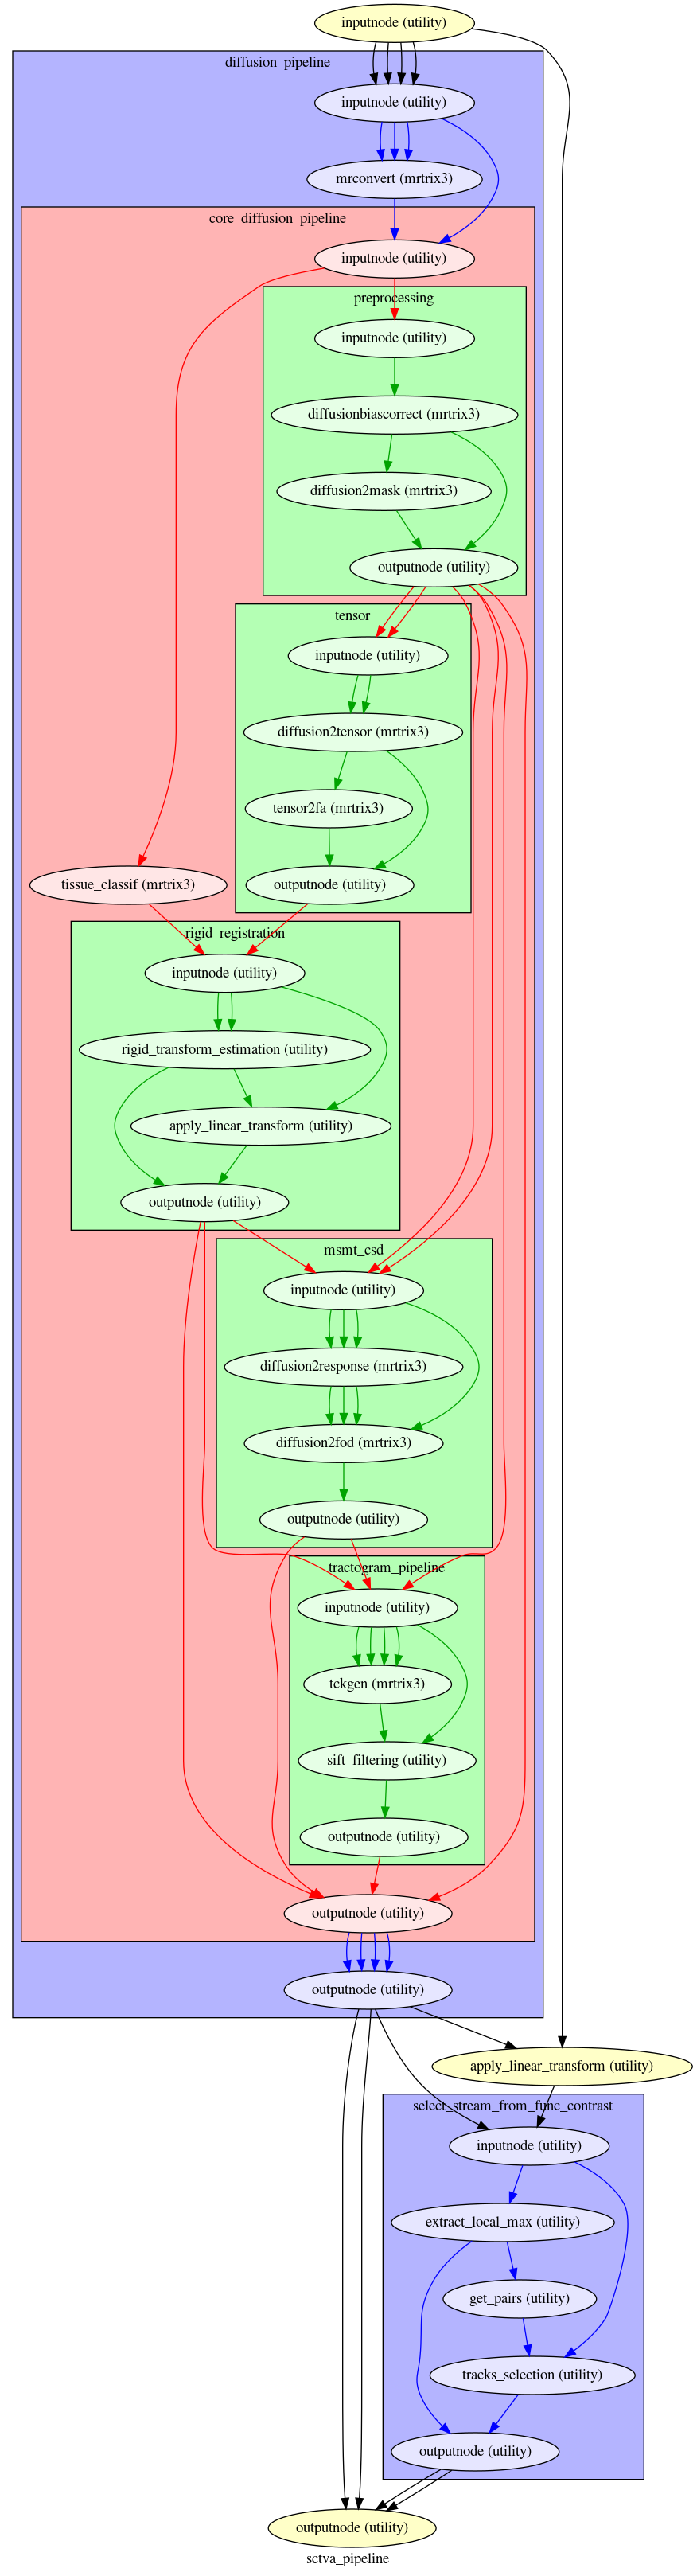 inputnode (utility)
diffusion_pipeline
inputnode (utility)
mrconvert (mrtrix3)
core_diffusion_pipeline
inputnode (utility)
preprocessing
inputnode (utility)
diffusionbiascorrect (mrtrix3)
diffusion2mask (mrtrix3)
outputnode (utility)
tensor
inputnode (utility)
diffusion2tensor (mrtrix3)
tensor2fa (mrtrix3)
tissue_classif (mrtrix3)
outputnode (utility)
rigid_registration
inputnode (utility)
rigid_transform_estimation (utility)
apply_linear_transform (utility)
outputnode (utility)
msmt_csd
inputnode (utility)
diffusion2response (mrtrix3)
diffusion2fod (mrtrix3)
outputnode (utility)
tractogram_pipeline
inputnode (utility)
tckgen (mrtrix3)
sift_filtering (utility)
outputnode (utility)
outputnode (utility)
outputnode (utility)
apply_linear_transform (utility)
select_stream_from_func_contrast
inputnode (utility)
extract_local_max (utility)
get_pairs (utility)
tracks_selection (utility)
outputnode (utility)
outputnode (utility)
sctva_pipeline